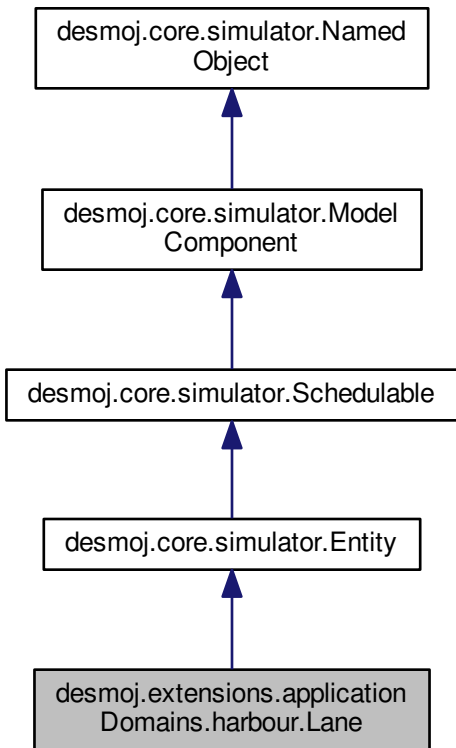 desmoj.core.simulator.Named
Object
desmoj.core.simulator.Model
Component
desmoj.core.simulator.Schedulable
desmoj.core.simulator.Entity
desmoj.extensions.application
Domains.harbour.Lane